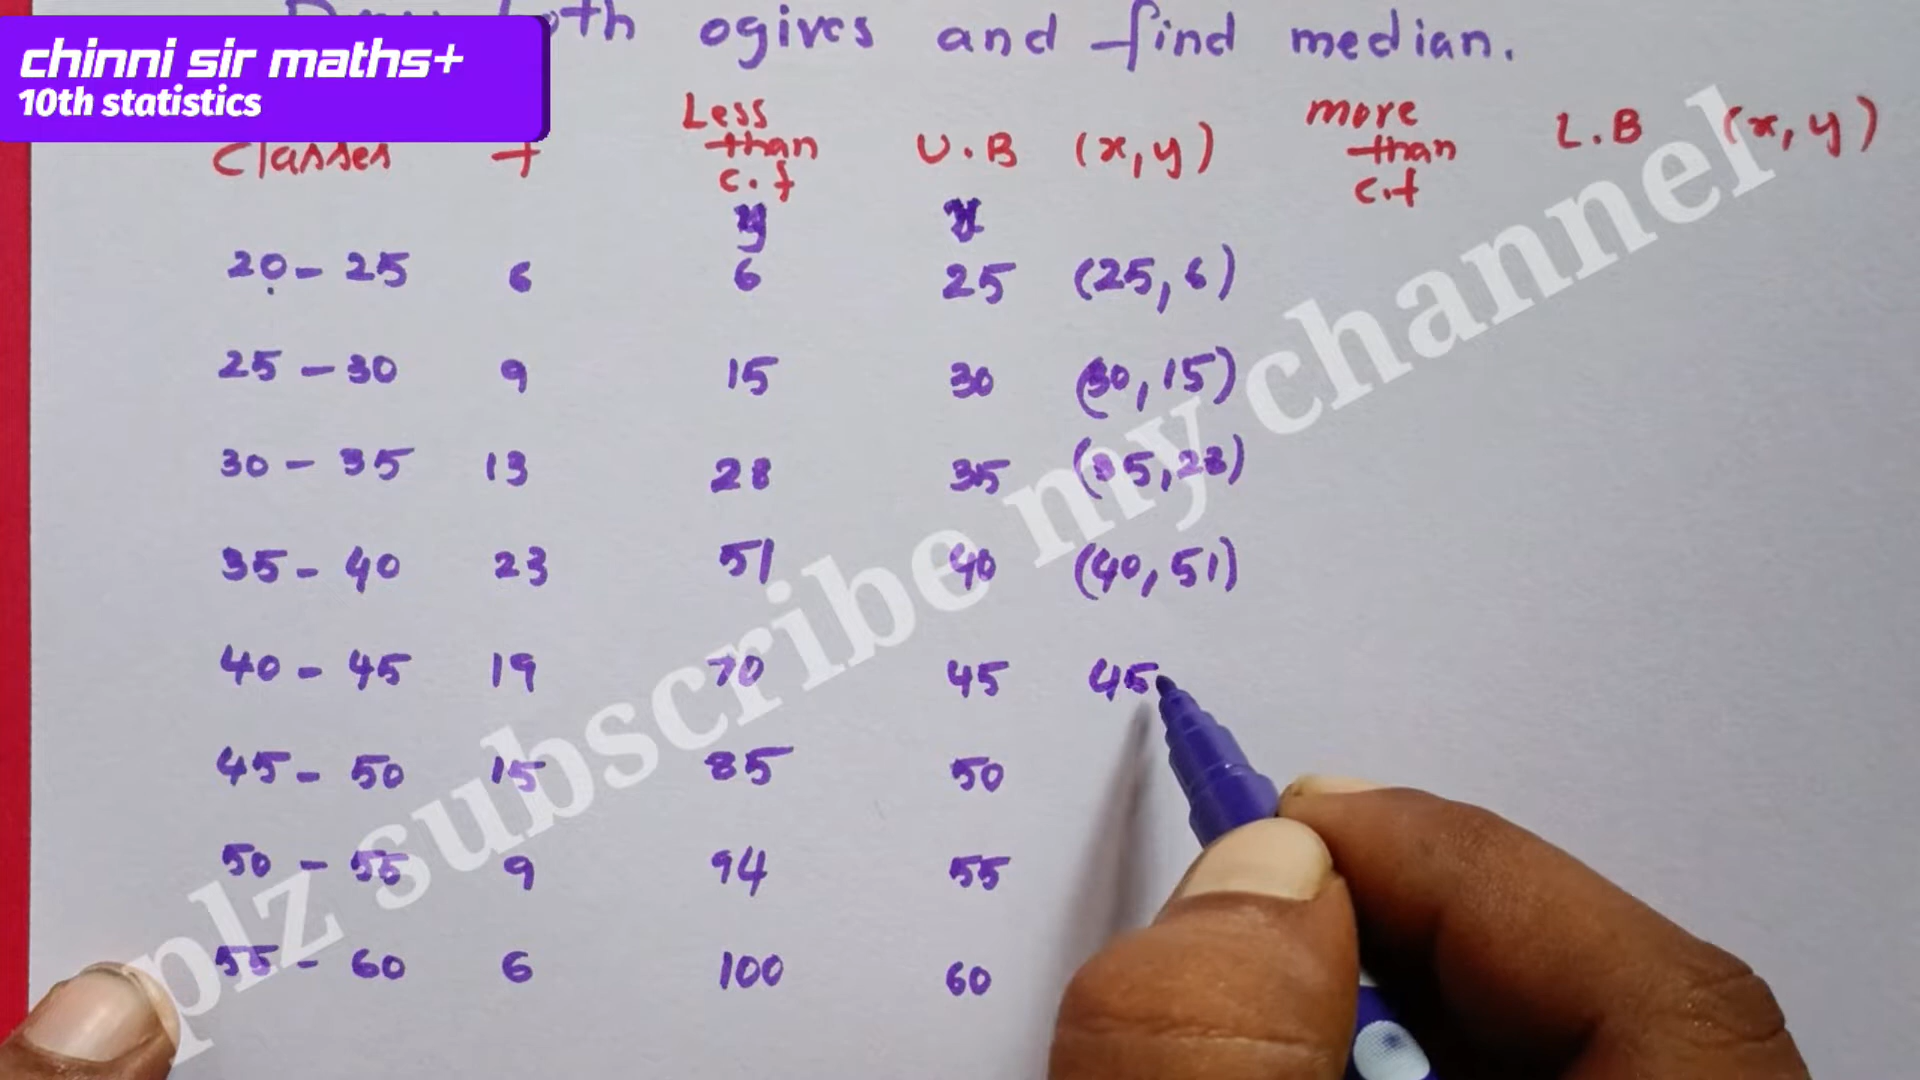 chinni sir maths+
10th statistics
both ogives and find median.
Classes f Less than c.f U.B (x,y) more than c.f L.B (x,y)
y x
20 - 25 6 6 25 (25,6)
25 - 30 9 15 30 (30,15)
30 - 35 13 28 35 (35,28)
35 - 40 23 51 40 (40,51)
40 - 45 19 70 45 45
45 - 50 15 85 50
50 - 55 9 94 55
55 - 60 6 100 60
plz subscribe my channel